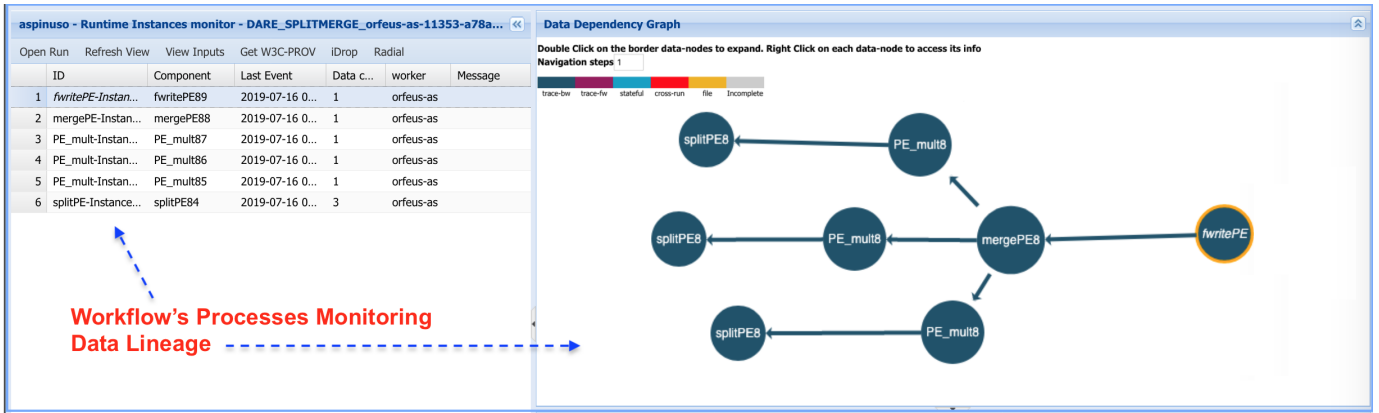 aspinuso - Runtime Instances monitor - DARE_SPLITMERGE_orfeus-as-11353-a78a...
Open Run Refresh View View Inputs Get W3C-PROV iDrop Radial
ID Component Last Event Data c... worker Message
1 fwritePE-Instan... fwritePE89 2019-07-16 0... 1 orfeus-as
2 mergePE-Instan... mergePE88 2019-07-16 0... 1 orfeus-as
3 PE_mult-Instan... PE_mult87 2019-07-16 0... 1 orfeus-as
4 PE_mult-Instan... PE_mult86 2019-07-16 0... 1 orfeus-as
5 PE_mult-Instan... PE_mult85 2019-07-16 0... 1 orfeus-as
6 splitPE-Instance... splitPE84 2019-07-16 0... 3 orfeus-as
Workflow's Processes Monitoring
Data Lineage
Data Dependency Graph
Double Click on the border data-nodes to expand. Right Click on each data-node to access its info
Navigation steps 1
trace-bw trace-fw stateful cross-run file Incomplete
splitPE8 PE_mult8
splitPE8 PE_mult8 mergePE8 fwritePE
splitPE8 PE_mult8